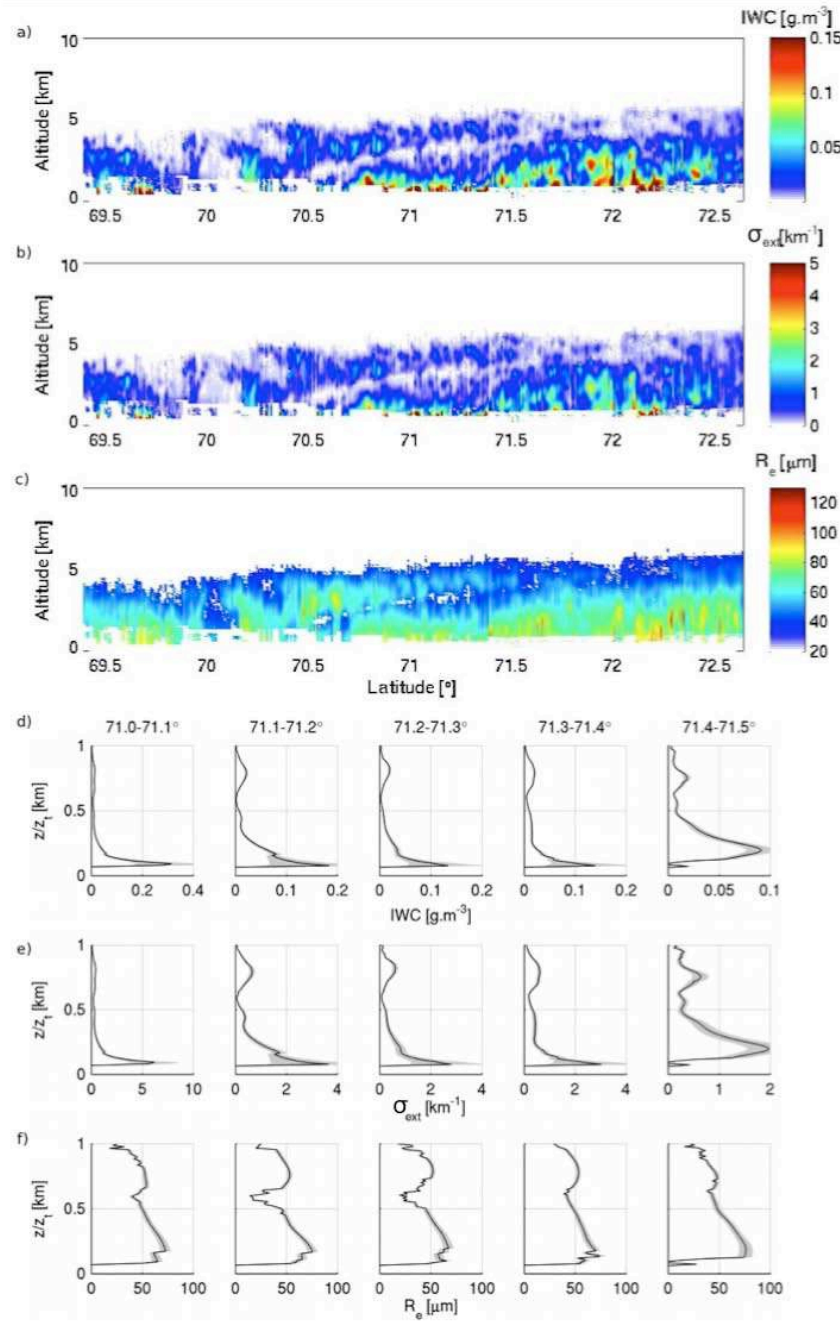 a)
IWC [g.m-3]
Altitude [km]
10
5
0
69.5 70 70.5 71 71.5 72 72.5
0.15
0.1
0.05
b)
σext[km-1]
Altitude [km]
10
5
0
69.5 70 70.5 71 71.5 72 72.5
5
4
3
2
1
0
c)
Re [μm]
Altitude [km]
10
5
0
69.5 70 70.5 71 71.5 72 72.5
Latitude [°]
120
100
80
60
40
20
d)
71.0-71.1° 71.1-71.2° 71.2-71.3° 71.3-71.4° 71.4-71.5°
z/zt [km]
1
0.5
0
0 0.2 0.4 0 0.1 0.2 0 0.1 0.2 0 0.1 0.2 0 0.05 0.1
IWC [g.m-3]
e)
z/zt [km]
1
0.5
0
0 5 10 0 2 4 0 2 4 0 2 4 0 1 2
σext [km-1]
f)
z/zt [km]
1
0.5
0
0 50 100 0 50 100 0 50 100 0 50 100 0 50 100
Re [μm]